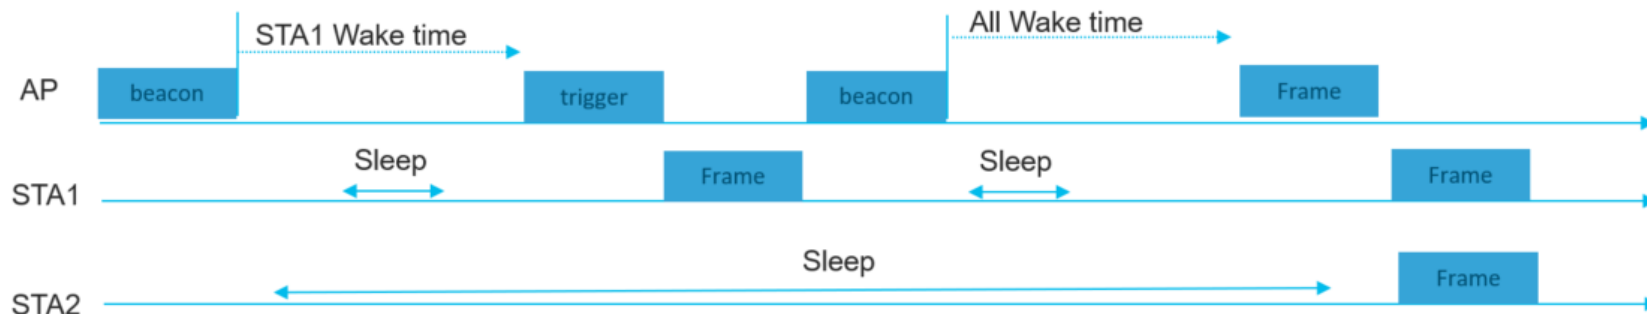 STA1 Wake time
All Wake time
AP
beacon
trigger
beacon
Frame
Sleep
Sleep
STA1
Frame
Frame
Sleep
STA2
Frame